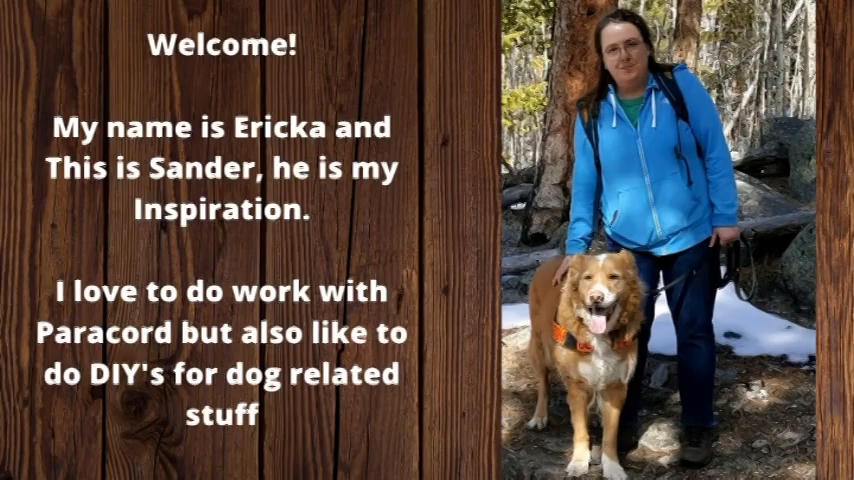 Welcome!
My name is Ericka and
This is Sander, he is my
Inspiration.
I love to do work with
Paracord but also like to
do DIY's for dog related
stuff